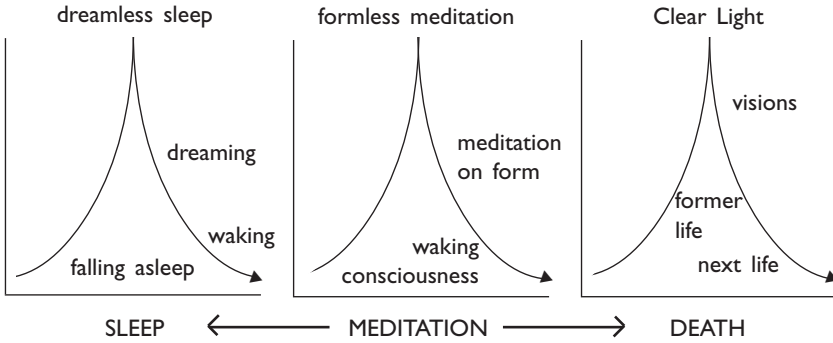 dreamless sleep
dreaming
waking
falling asleep
formless meditation
meditation
on form
waking
consciousness
Clear Light
visions
former
life
next life
SLEEP
MEDITATION
DEATH